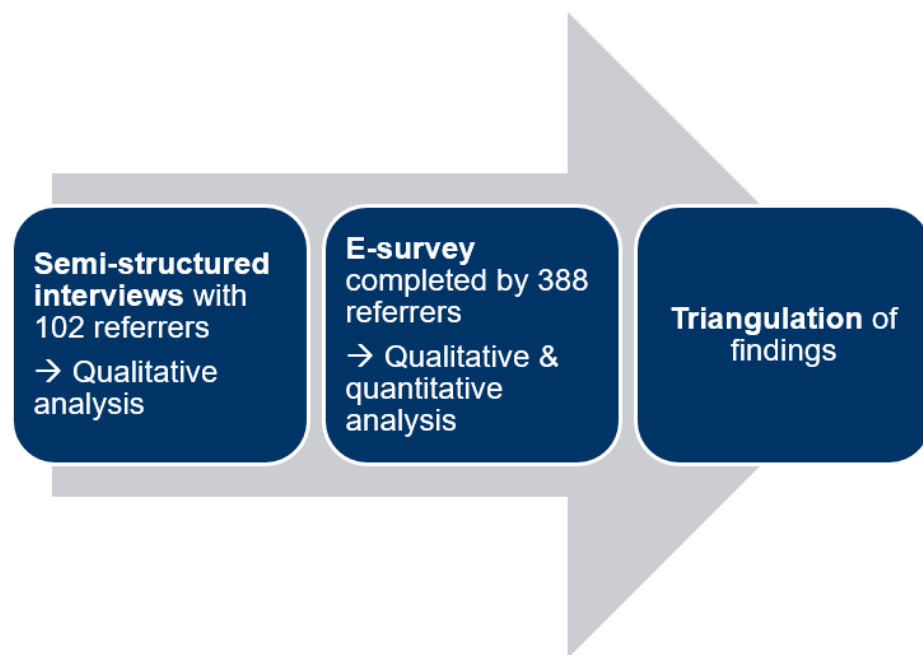 Semi-structured
interviews with
102 referrers
→ Qualitative
analysis
E-survey
completed by 388
referrers
→ Qualitative &
quantitative
analysis
Triangulation of
findings